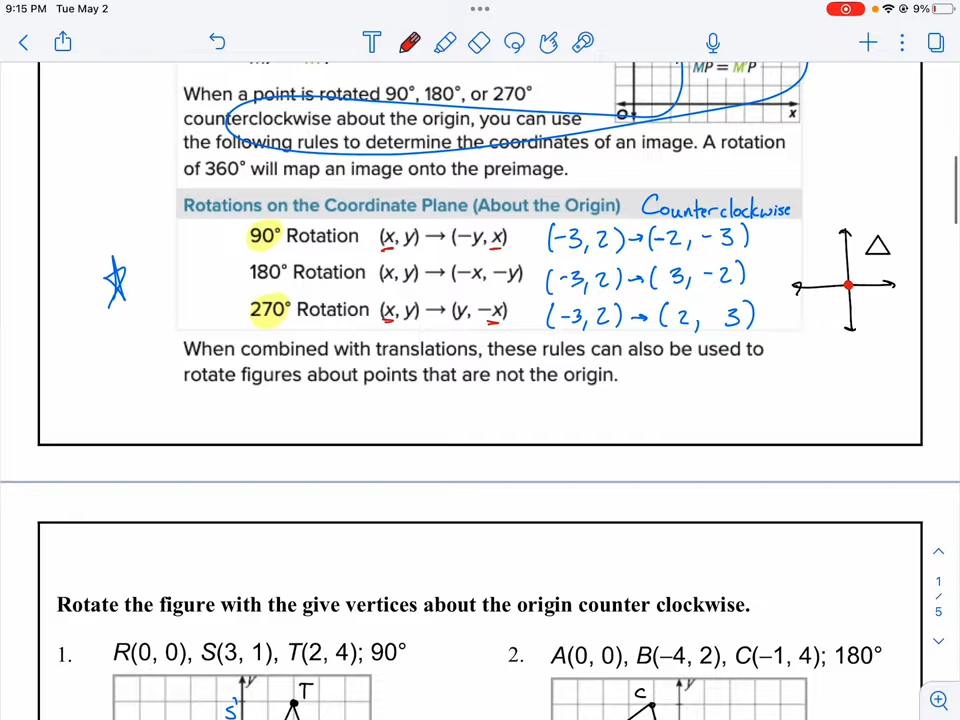 9:15 PM Tue May 2
9%
T
MP = M'P
When a point is rotated 90°, 180°, or 270°
counterclockwise about the origin, you can use
O x
the following rules to determine the coordinates of an image. A rotation
of 360° will map an image onto the preimage.
Rotations on the Coordinate Plane (About the Origin) Counterclockwise
90° Rotation (x, y) → (−y, x) (-3, 2) → (-2, -3)
180° Rotation (x, y) → (−x, −y) (-3, 2) → (3, -2)
270° Rotation (x, y) → (y, −x) (-3, 2) → (2, 3)
When combined with translations, these rules can also be used to
rotate figures about points that are not the origin.
1
/
5
Rotate the figure with the give vertices about the origin counter clockwise.
1. R(0, 0), S(3, 1), T(2, 4); 90°
2. A(0, 0), B(–4, 2), C(–1, 4); 180°
y T
S'
C y